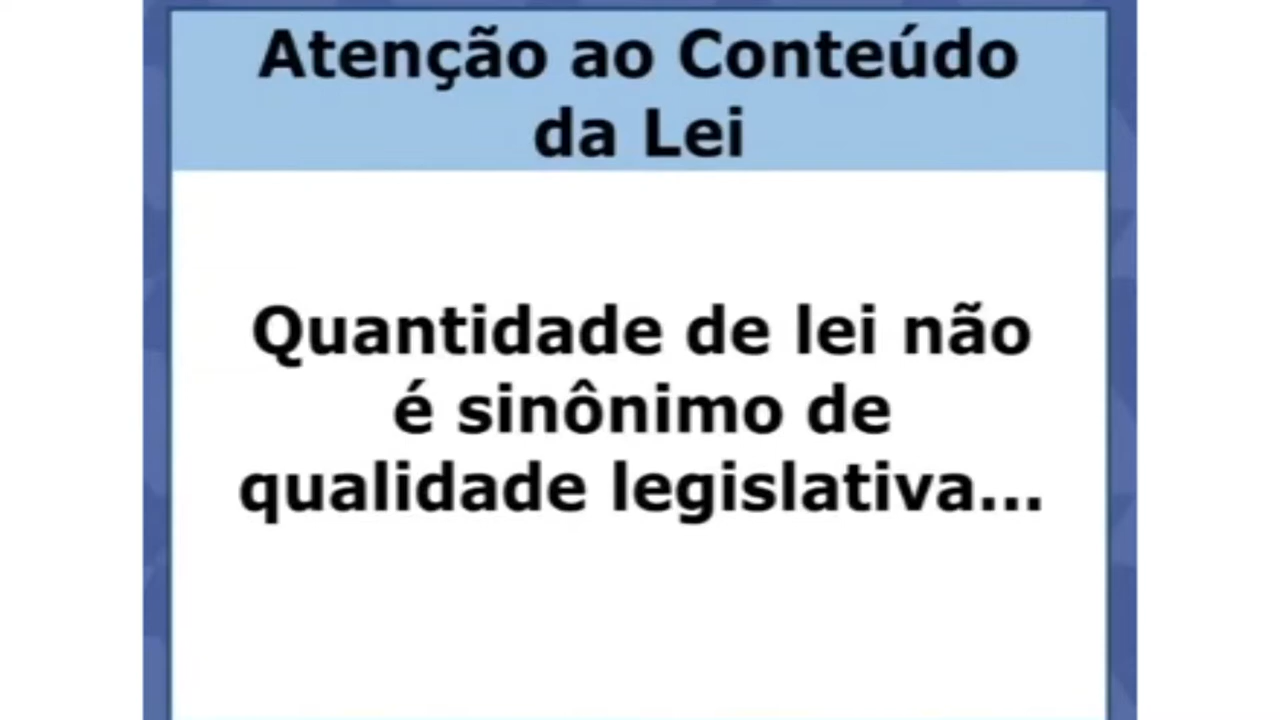 Atenção ao Conteúdo
da Lei
Quantidade de lei não
é sinônimo de
qualidade legislativa...